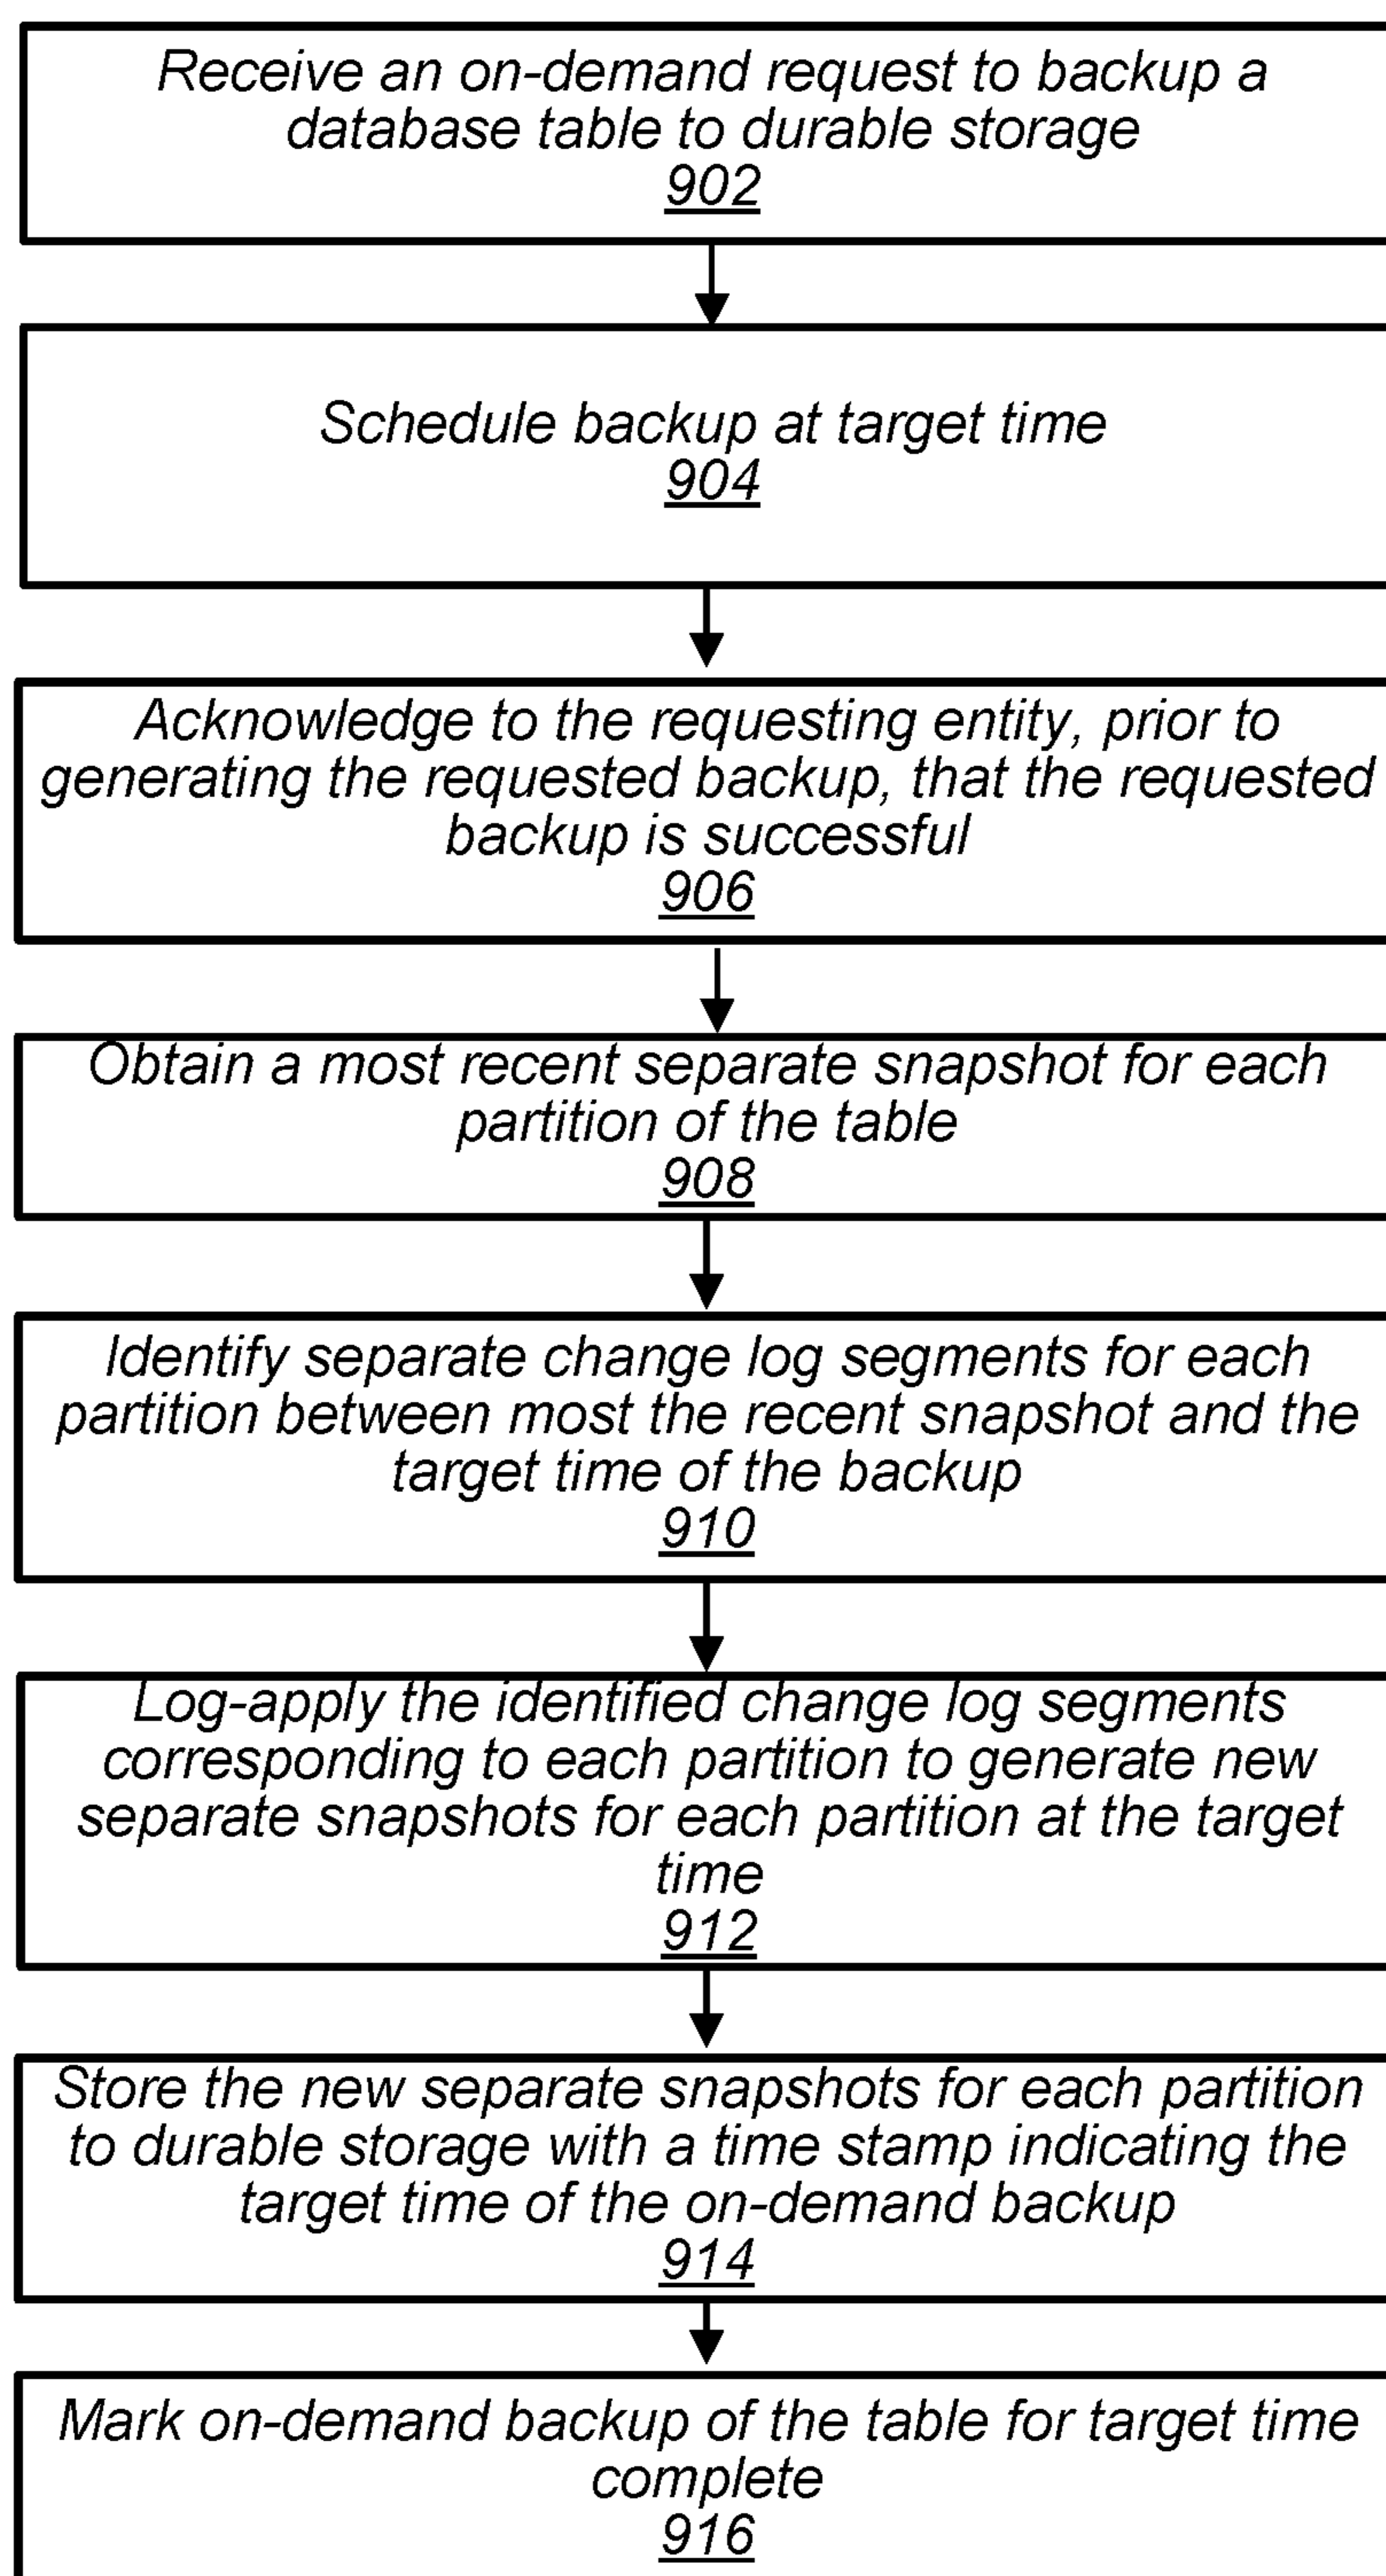 Receive an on-demand request to backup a
database table to durable storage
902
Schedule backup at target time
904
Acknowledge to the requesting entity, prior to
generating the requested backup, that the requested
backup is successful
906
Obtain a most recent separate snapshot for each
partition of the table
908
Identify separate change log segments for each
partition between most the recent snapshot and the
target time of the backup
910
Log-apply the identified change log segments
corresponding to each partition to generate new
separate snapshots for each partition at the target
time
912
Store the new separate snapshots for each partition
to durable storage with a time stamp indicating the
target time of the on-demand backup
914
Mark on-demand backup of the table for target time
complete
916